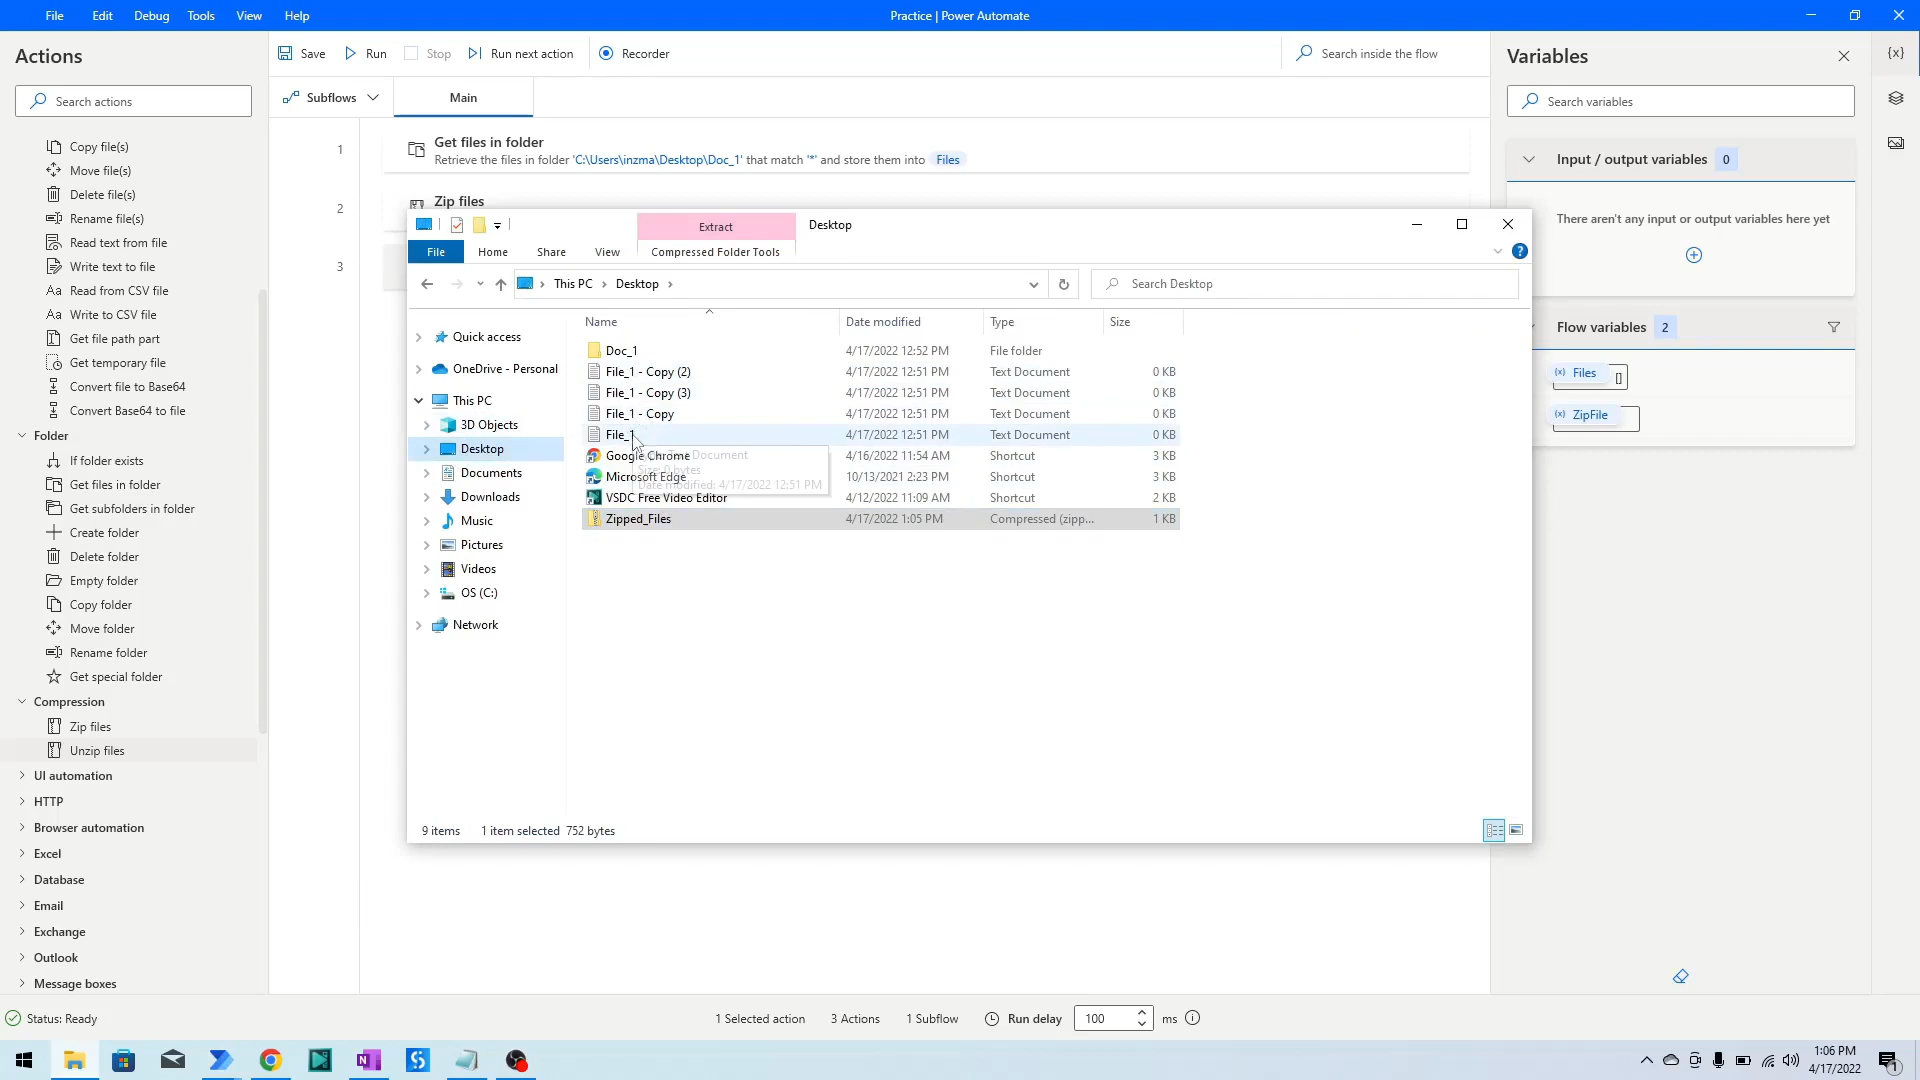 File Edit Debug Tools View Help
Practice | Power Automate
Actions
Search actions
Copy file(s)
Move file(s)
Delete file(s)
Rename file(s)
Read text from file
Write text to file
Read from CSV file
Write to CSV file
Get file path part
Get temporary file
Convert file to Base64
Convert Base64 to file
Folder
If folder exists
Get files in folder
Get subfolders in folder
Create folder
Delete folder
Empty folder
Copy folder
Move folder
Rename folder
Get special folder
Compression
Zip files
Unzip files
UI automation
HTTP
Browser automation
Excel
Database
Email
Exchange
Outlook
Message boxes
Save Run Stop Run next action Recorder
Search inside the flow
Subflows
Main
1
Get files in folder
Retrieve the files in folder 'C:\Users\inzma\Desktop\Doc_1' that match '*' and store them into Files
2
Zip files
3
Extract
Desktop
File Home Share View Compressed Folder Tools
This PC Desktop
Search Desktop
Quick access
OneDrive - Personal
This PC
3D Objects
Desktop
Documents
Downloads
Music
Pictures
Videos
OS (C:)
Network
Name Date modified Type Size
Doc_1 4/17/2022 12:52 PM File folder
File_1 - Copy (2) 4/17/2022 12:51 PM Text Document 0 KB
File_1 - Copy (3) 4/17/2022 12:51 PM Text Document 0 KB
File_1 - Copy 4/17/2022 12:51 PM Text Document 0 KB
File_1 4/17/2022 12:51 PM Text Document 0 KB
Google Chrome 4/16/2022 11:54 AM Shortcut 3 KB
Microsoft Edge 10/13/2021 2:23 PM Shortcut 3 KB
VSDC Free Video Editor 4/12/2022 11:09 AM Shortcut 2 KB
Zipped_Files 4/17/2022 1:05 PM Compressed (zipp... 1 KB
Document
Size: 0 bytes
Date modified: 4/17/2022 12:51 PM
9 items 1 item selected 752 bytes
Variables
{x}
Search variables
Input / output variables 0
There aren't any input or output variables here yet
Flow variables 2
(x) Files []
(x) ZipFile
Status: Ready
1 Selected action 3 Actions 1 Subflow Run delay 100 ms
1:06 PM
4/17/2022
1